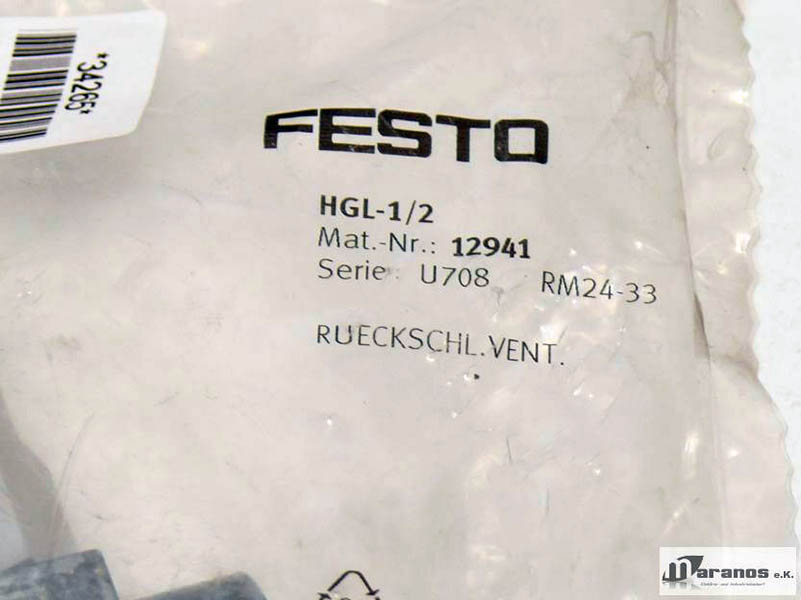 *34265*
FESTO
HGL-1/2
Mat.-Nr.: 12941
Serie: U708 RM24-33
RUECKSCHL.VENT.
maranos e.K.